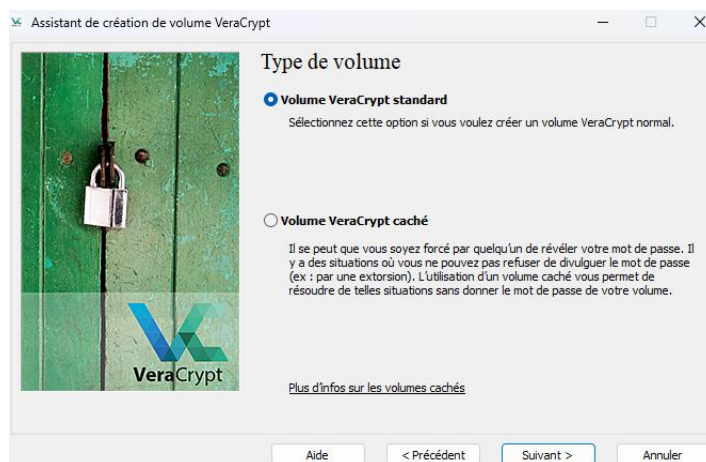 Assistant de création de volume VeraCrypt
Type de volume
Volume VeraCrypt standard
Sélectionnez cette option si vous voulez créer un volume VeraCrypt normal.
Volume VeraCrypt caché
Il se peut que vous soyez forcé par quelqu'un de révéler votre mot de passe. Il
y a des situations où vous ne pouvez pas refuser de divulguer le mot de passe
(ex : par une extorsion). L'utilisation d'un volume caché vous permet de
résoudre de telles situations sans donner le mot de passe de votre volume.
VeraCrypt
Plus d'infos sur les volumes cachés
Aide
< Précédent
Suivant >
Annuler